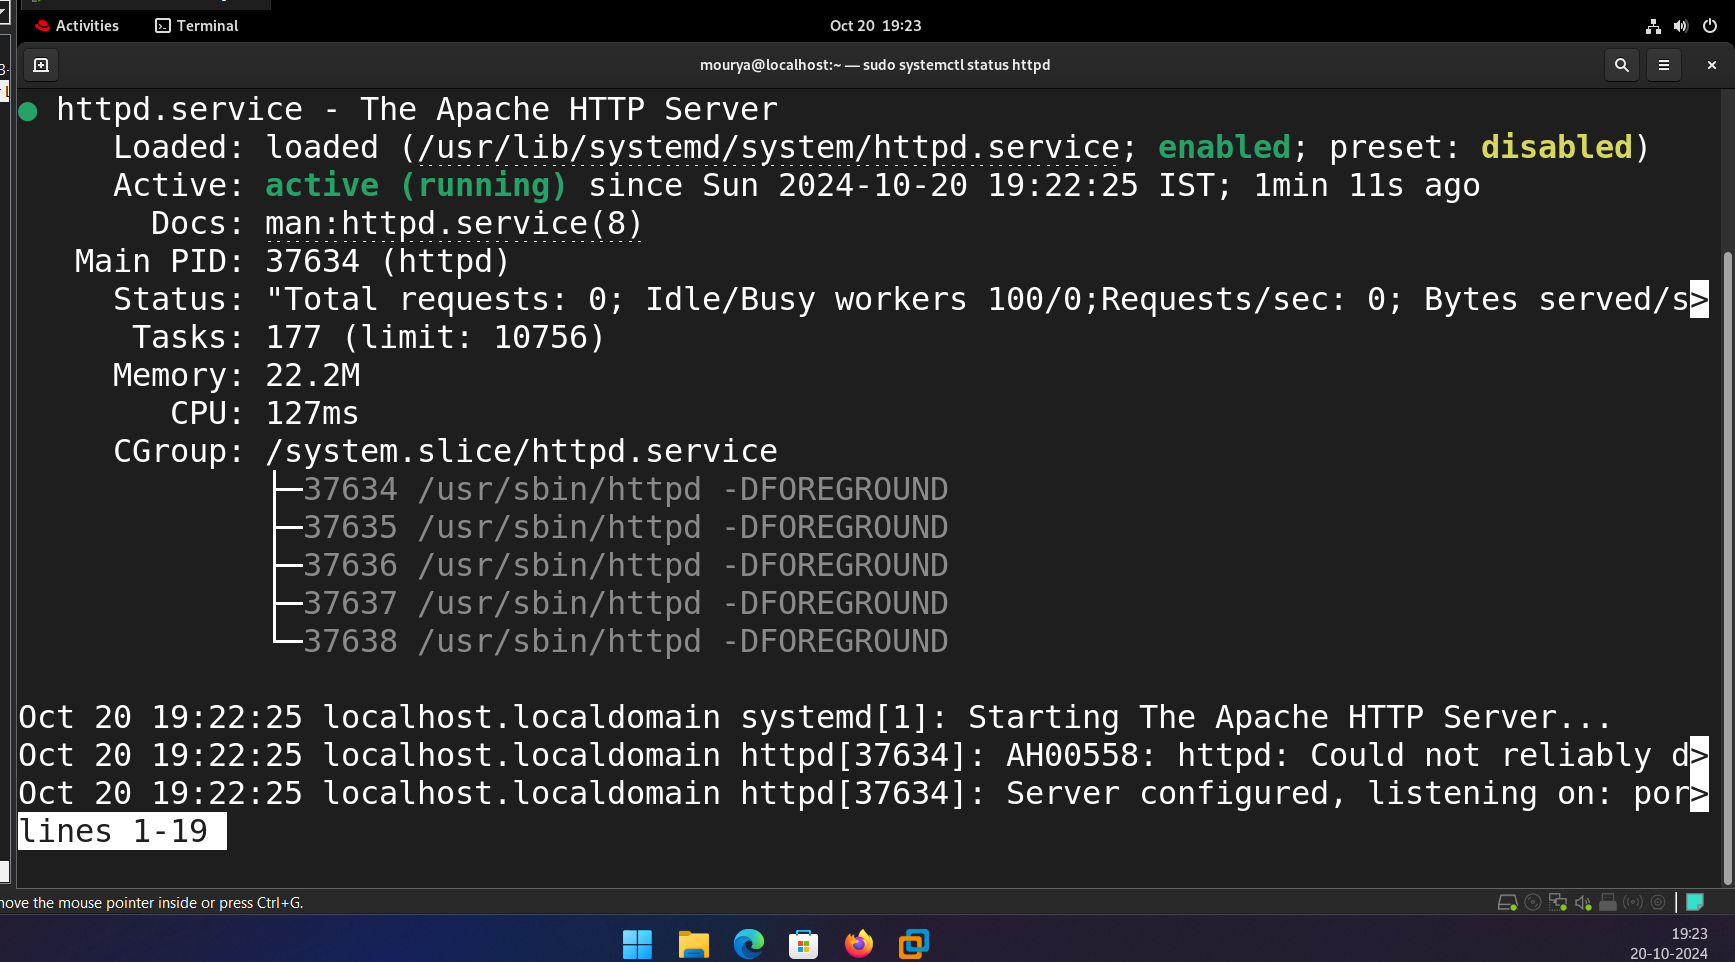 Activities
Terminal
Oct 20 19:23
mourya@localhost:~ — sudo systemctl status httpd
● httpd.service - The Apache HTTP Server
Loaded: loaded (/usr/lib/systemd/system/httpd.service; enabled; preset: disabled)
Active: active (running) since Sun 2024-10-20 19:22:25 IST; 1min 11s ago
Docs: man:httpd.service(8)
Main PID: 37634 (httpd)
Status: "Total requests: 0; Idle/Busy workers 100/0;Requests/sec: 0; Bytes served/s>
Tasks: 177 (limit: 10756)
Memory: 22.2M
CPU: 127ms
CGroup: /system.slice/httpd.service
├─37634 /usr/sbin/httpd -DFOREGROUND
├─37635 /usr/sbin/httpd -DFOREGROUND
├─37636 /usr/sbin/httpd -DFOREGROUND
├─37637 /usr/sbin/httpd -DFOREGROUND
└─37638 /usr/sbin/httpd -DFOREGROUND
Oct 20 19:22:25 localhost.localdomain systemd[1]: Starting The Apache HTTP Server...
Oct 20 19:22:25 localhost.localdomain httpd[37634]: AH00558: httpd: Could not reliably d>
Oct 20 19:22:25 localhost.localdomain httpd[37634]: Server configured, listening on: por>
lines 1-19
the mouse pointer inside or press Ctrl+G.
19:23
20-10-2024